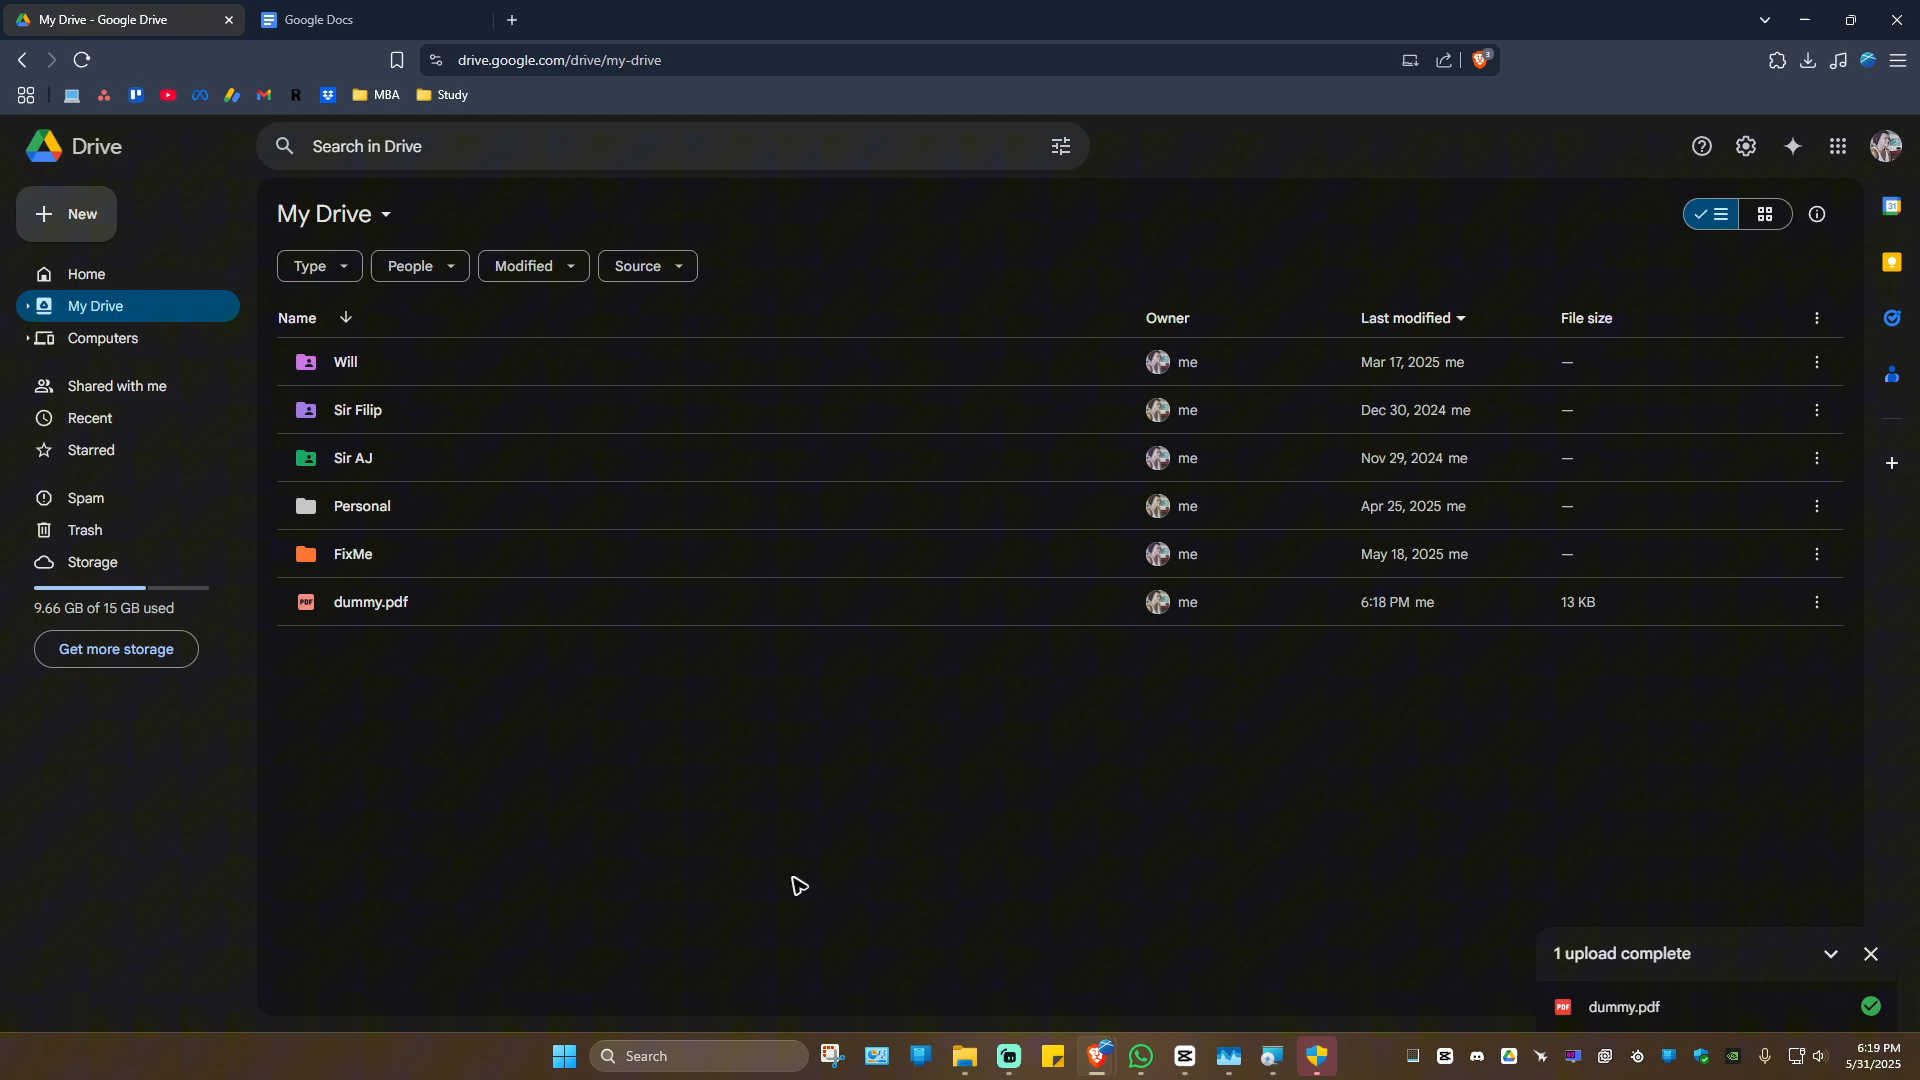 My Drive - Google Drive
Google Docs
drive.google.com/drive/my-drive
3
R
MBA
Study
Drive
Search in Drive
New
My Drive
31
Type
People
Modified
Source
Home
My Drive
Computers
Name
Owner
Last modified
File size
Will
me
Mar 17, 2025 me
—
Shared with me
Sir Filip
me
Dec 30, 2024 me
—
Recent
Starred
Sir AJ
me
Nov 29, 2024 me
—
Spam
Personal
me
Apr 25, 2025 me
—
Trash
Storage
FixMe
me
May 18, 2025 me
—
9.66 GB of 15 GB used
PDF
dummy.pdf
me
6:18 PM me
13 KB
Get more storage
1 upload complete
PDF
dummy.pdf
Search
6:19 PM
5/31/2025